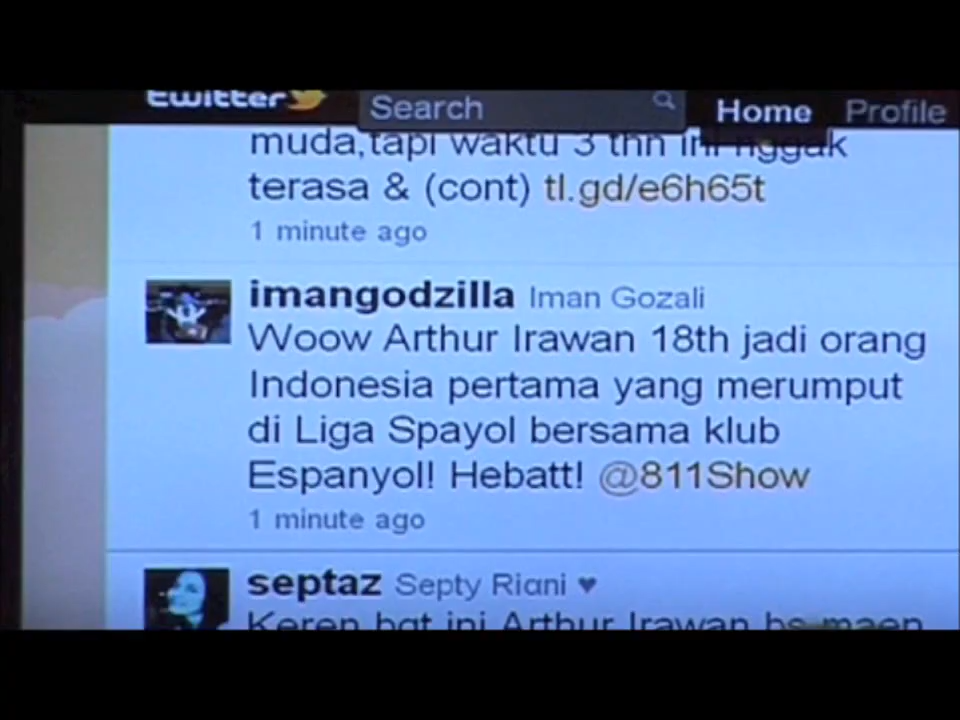 twitter Search Home Profile
muda,tapi waktu 3 thn ini nggak
terasa & (cont) tl.gd/e6h65t
1 minute ago
imangodzilla Iman Gozali
Woow Arthur Irawan 18th jadi orang
Indonesia pertama yang merumput
di Liga Spayol bersama klub
Espanyol! Hebatt! @811Show
1 minute ago
septaz Septy Riani ♥
Keren bgt ini Arthur Irawan bs maen